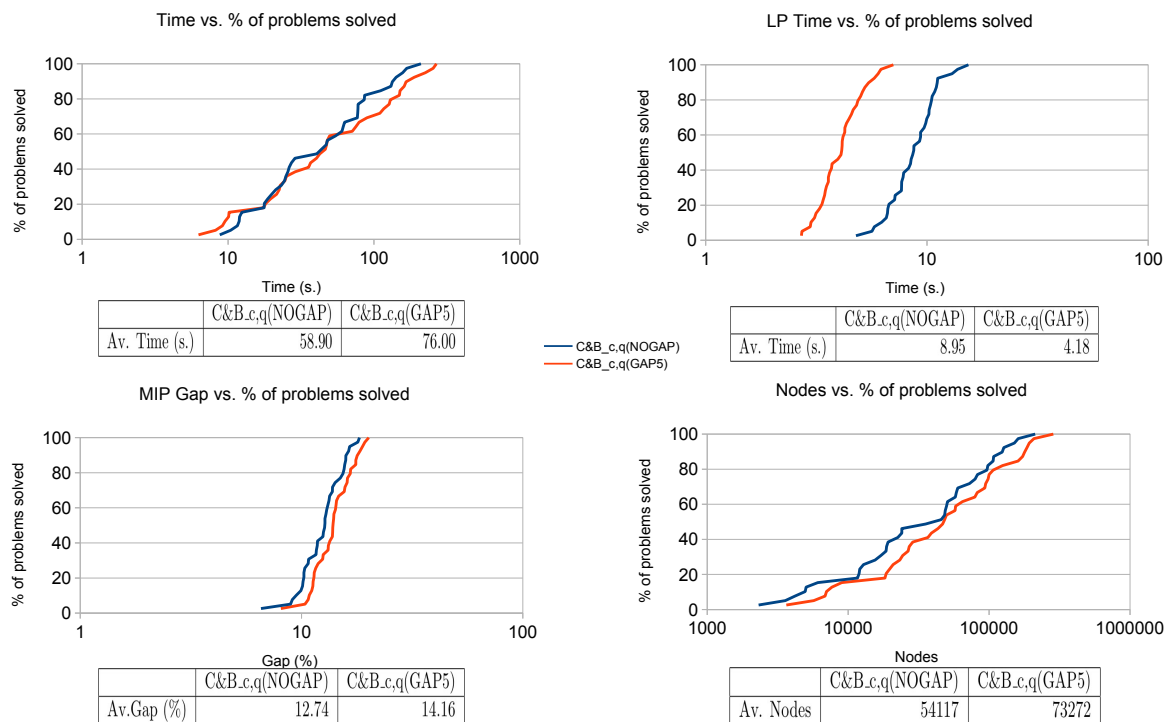 Time vs. % of problems solved
% of problems solved
100
80
60
40
20
0
1 10 100 1000
Time (s.)
C&B_c,q(NOGAP) C&B_c,q(GAP5)
Av. Time (s.) 58.90 76.00
LP Time vs. % of problems solved
% of problems solved
100
80
60
40
20
0
1 10 100
Time (s.)
C&B_c,q(NOGAP) C&B_c,q(GAP5)
Av. Time (s.) 8.95 4.18
C&B_c,q(NOGAP)
C&B_c,q(GAP5)
MIP Gap vs. % of problems solved
% of problems solved
100
80
60
40
20
0
1 10 100
Gap (%)
C&B_c,q(NOGAP) C&B_c,q(GAP5)
Av.Gap (%) 12.74 14.16
Nodes vs. % of problems solved
% of problems solved
100
80
60
40
20
0
1000 10000 100000 1000000
Nodes
C&B_c,q(NOGAP) C&B_c,q(GAP5)
Av. Nodes 54117 73272